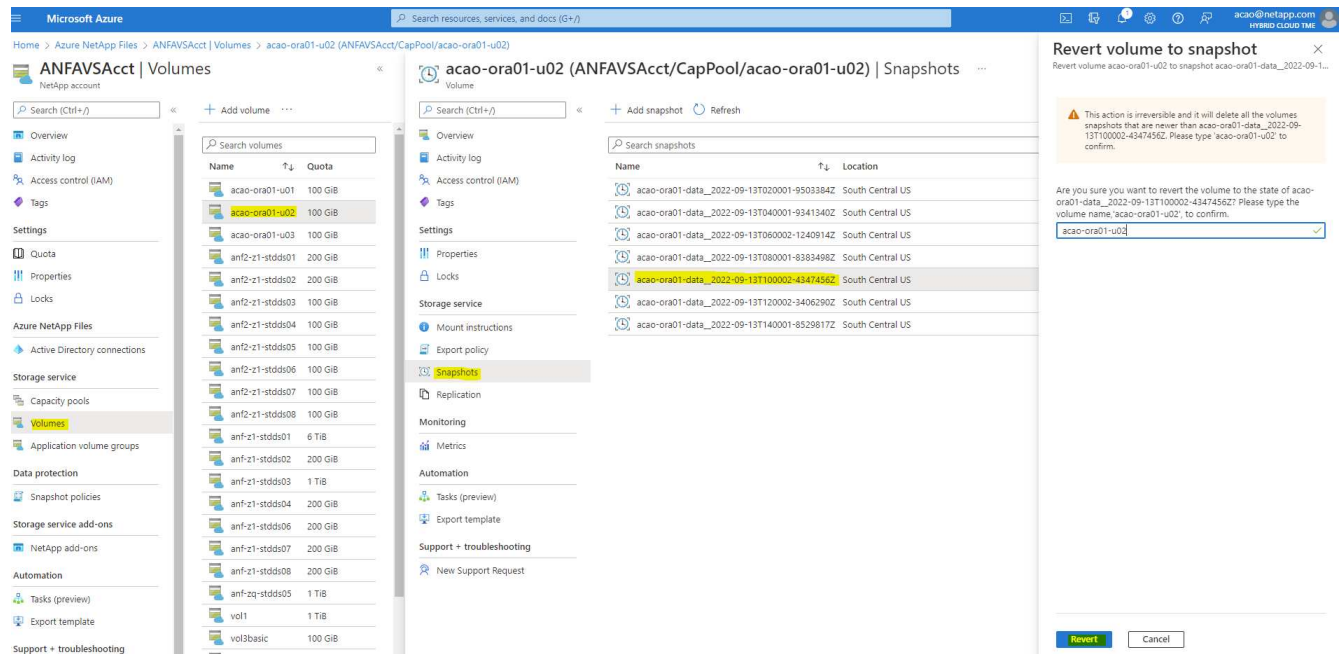 Microsoft Azure
Search resources, services, and docs (G+/)
acao@netapp.com
HYBRID CLOUD TME
Home > Azure NetApp Files > ANFAVSAcct | Volumes > acao-ora01-u02 (ANFAVSAcct/CapPool/acao-ora01-u02)
ANFAVSAcct | Volumes
NetApp account
Search (Ctrl+/)
Overview
Activity log
Access control (IAM)
Tags
Settings
Quota
Properties
Locks
Azure NetApp Files
Active Directory connections
Storage service
Capacity pools
Volumes
Application volume groups
Data protection
Snapshot policies
Storage service add-ons
NetApp add-ons
Automation
Tasks (preview)
Export template
Support + troubleshooting
+ Add volume ...
Search volumes
Name ↑↓ Quota
acao-ora01-u01 100 GiB
acao-ora01-u02 100 GiB
acao-ora01-u03 100 GiB
anf2-z1-stdds01 200 GiB
anf2-z1-stdds02 200 GiB
anf2-z1-stdds03 100 GiB
anf2-z1-stdds04 100 GiB
anf2-z1-stdds05 100 GiB
anf2-z1-stdds06 100 GiB
anf2-z1-stdds07 100 GiB
anf2-z1-stdds08 100 GiB
anf-z1-stdds01 6 TiB
anf-z1-stdds02 200 GiB
anf-z1-stdds03 1 TiB
anf-z1-stdds04 200 GiB
anf-z1-stdds06 200 GiB
anf-z1-stdds07 200 GiB
anf-z1-stdds08 200 GiB
anf-zq-stdds05 1 TiB
vol1 1 TiB
vol3basic 100 GiB
acao-ora01-u02 (ANFAVSAcct/CapPool/acao-ora01-u02) | Snapshots ...
Volume
Search (Ctrl+/)
Overview
Activity log
Access control (IAM)
Tags
Settings
Properties
Locks
Storage service
Mount instructions
Export policy
Snapshots
Replication
Monitoring
Metrics
Automation
Tasks (preview)
Export template
Support + troubleshooting
New Support Request
+ Add snapshot Refresh
Search snapshots
Name ↑↓ Location
acao-ora01-data__2022-09-13T020001-9503384Z South Central US
acao-ora01-data__2022-09-13T040001-9341340Z South Central US
acao-ora01-data__2022-09-13T060002-1240914Z South Central US
acao-ora01-data__2022-09-13T080001-8383498Z South Central US
acao-ora01-data__2022-09-13T100002-4347456Z South Central US
acao-ora01-data__2022-09-13T120002-3406290Z South Central US
acao-ora01-data__2022-09-13T140001-8529817Z South Central US
Revert volume to snapshot
Revert volume acao-ora01-u02 to snapshot acao-ora01-data__2022-09-1...
This action is irreversible and it will delete all the volumes
snapshots that are newer than acao-ora01-data__2022-09-
13T100002-4347456Z. Please type 'acao-ora01-u02' to
confirm.
Are you sure you want to revert the volume to the state of acao-
ora01-data__2022-09-13T100002-4347456Z? Please type the
volume name,'acao-ora01-u02', to confirm.
acao-ora01-u02
Revert
Cancel